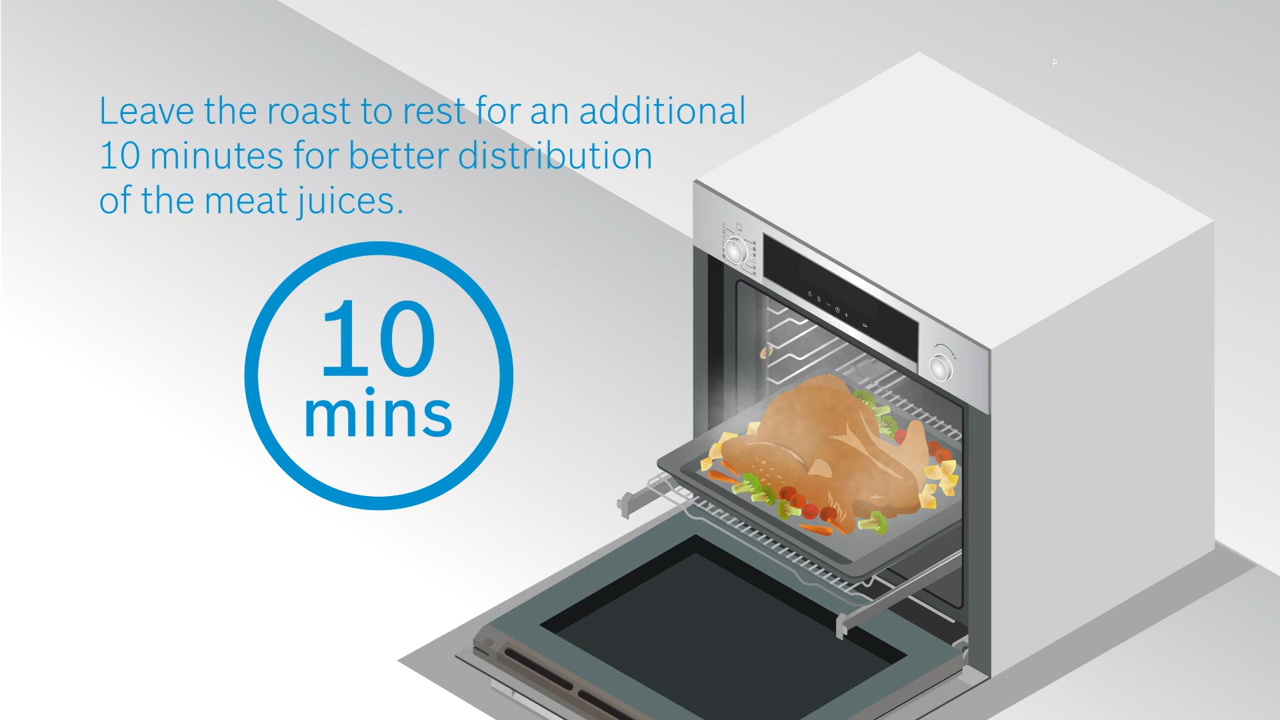 Leave the roast to rest for an additional
10 minutes for better distribution
of the meat juices.
10
mins